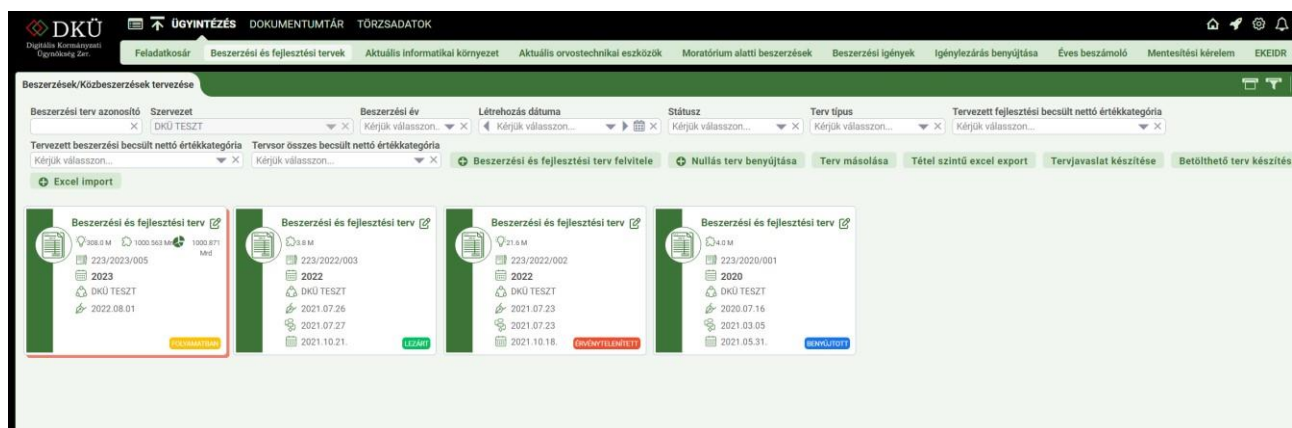 DKÜ
Digitális Kormányzati
Ügynökség Zrt.
ÜGYINTÉZÉS DOKUMENTUMTÁR TÖRZSADATOK
Feladatkosár Beszerzési és fejlesztési tervek Aktuális informatikai környezet Aktuális orvostechnikai eszközök Moratórium alatti beszerzések Beszerzési igények Igénylezárás benyújtása Éves beszámoló Mentesítési kérelem EKEIDR
Beszerzések/Közbeszerzések tervezése
Beszerzési terv azonosító Szervezet Beszerzési év Létrehozás dátuma Státusz Terv típus Tervezett fejlesztési becsült nettó értékkategória
DKÜ TESZT Kérjük válasszon.. Kérjük válasszon... Kérjük válasszon... Kérjük válasszon... Kérjük válasszon...
Tervezett beszerzési becsült nettó értékkategória Tervsor összes becsült nettó értékkategória
Kérjük válasszon... Kérjük válasszon... Beszerzési és fejlesztési terv felvitele Nullás terv benyújtása Terv másolása Tétel szintű excel export Tervjavaslat készítése Betölthető terv készítés
Excel import
Beszerzési és fejlesztési terv
308.0 M 1000.563 Mrd 1000.871 Mrd
223/2023/005
2023
DKÜ TESZT
2022.08.01
FOLYAMATBAN
Beszerzési és fejlesztési terv
3.8 M
223/2022/003
2022
DKÜ TESZT
2021.07.26
2021.07.27
2021.10.21.
LEZÁRT
Beszerzési és fejlesztési terv
21.6 M
223/2022/002
2022
DKÜ TESZT
2021.07.23
2021.07.23
2021.10.18.
ÉRVÉNYTELENÍTETT
Beszerzési és fejlesztési terv
4.0 M
223/2020/001
2020
DKÜ TESZT
2020.07.16
2021.03.05
2021.05.31.
BENYÚJTOTT